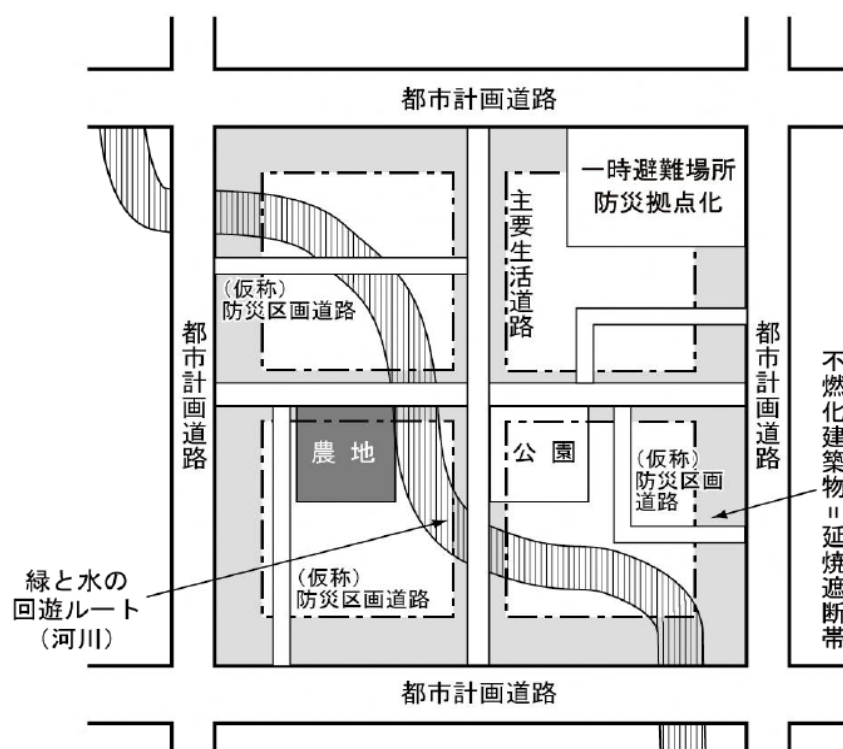 都市計画道路
一時避難場所
防災拠点化
主要生活道路
(仮称)
防災区画道路
都市計画道路
都市計画道路
不燃化建築物=延焼遮断帯
農地
公園
(仮称)
防災区画
道路
緑と水の
回遊ルート
(河川)
(仮称)
防災区画道路
都市計画道路